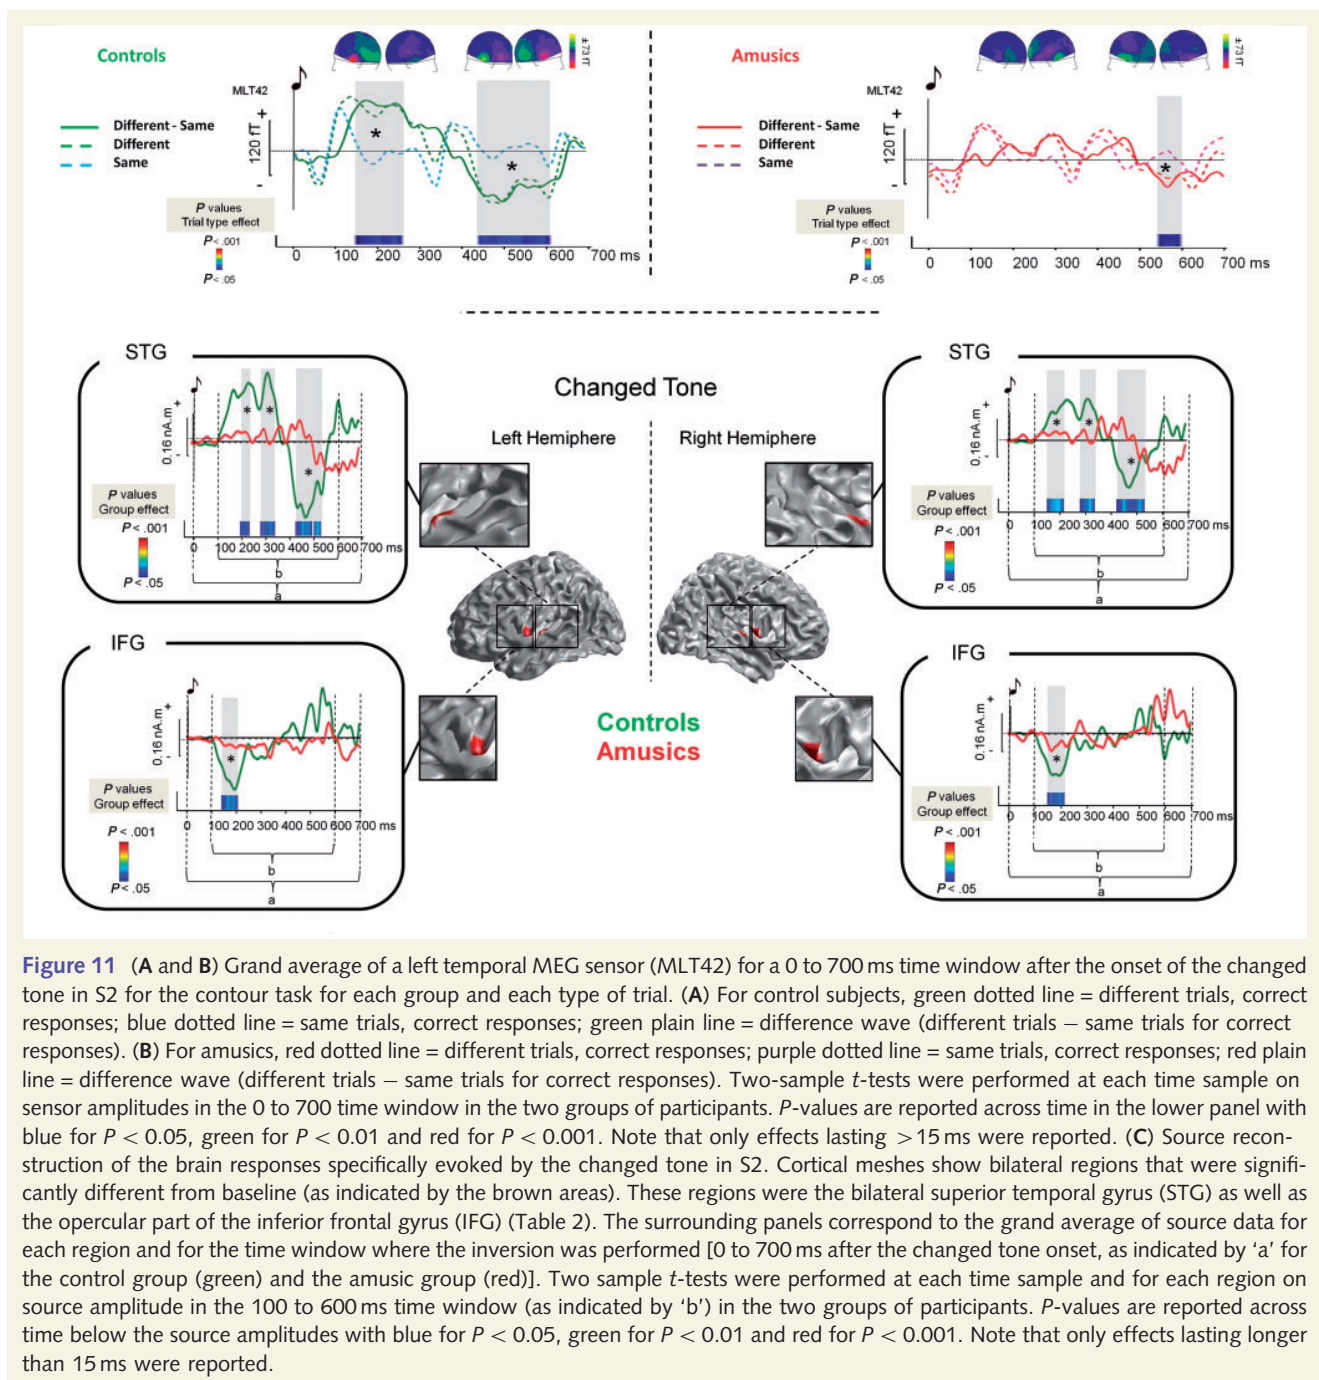 Controls
± 73 fT
MLT42
+
120 fT
-
Different - Same
Different
Same
*
*
P values
Trial type effect
P< .001
P< .05
0 100 200 300 400 500 600 700 ms
Amusics
± 73 fT
MLT42
+
120 fT
-
Different - Same
Different
Same
*
P values
Trial type effect
P< .001
P< .05
0 100 200 300 400 500 600 700 ms
STG
0,16 nA.m
+
-
*
*
*
P values
Group effect
P < .001
P < .05
0 100 200 300 400 500 600 700 ms
b
a
Changed Tone
Left Hemiphere
Right Hemiphere
STG
0,16 nA.m
+
-
*
*
*
P values
Group effect
P < .001
P < .05
0 100 200 300 400 500 600 700 ms
b
a
IFG
0,16 nA.m
+
-
*
P values
Group effect
P < .001
P< .05
0 100 200 300 400 500 600 700 ms
b
a
Controls
Amusics
IFG
0,16 nA.m
+
-
*
P values
Group effect
P < .001
P< .05
0 100 200 300 400 500 600 700 ms
b
a
Figure 11 (A and B) Grand average of a left temporal MEG sensor (MLT42) for a 0 to 700 ms time window after the onset of the changed
tone in S2 for the contour task for each group and each type of trial. (A) For control subjects, green dotted line = different trials, correct
responses; blue dotted line = same trials, correct responses; green plain line = difference wave (different trials − same trials for correct
responses). (B) For amusics, red dotted line = different trials, correct responses; purple dotted line = same trials, correct responses; red plain
line = difference wave (different trials − same trials for correct responses). Two-sample t-tests were performed at each time sample on
sensor amplitudes in the 0 to 700 time window in the two groups of participants. P-values are reported across time in the lower panel with
blue for P < 0.05, green for P < 0.01 and red for P < 0.001. Note that only effects lasting >15 ms were reported. (C) Source recon-
struction of the brain responses specifically evoked by the changed tone in S2. Cortical meshes show bilateral regions that were signifi-
cantly different from baseline (as indicated by the brown areas). These regions were the bilateral superior temporal gyrus (STG) as well as
the opercular part of the inferior frontal gyrus (IFG) (Table 2). The surrounding panels correspond to the grand average of source data for
each region and for the time window where the inversion was performed [0 to 700 ms after the changed tone onset, as indicated by ‘a’ for
the control group (green) and the amusic group (red)]. Two sample t-tests were performed at each time sample and for each region on
source amplitude in the 100 to 600 ms time window (as indicated by ‘b’) in the two groups of participants. P-values are reported across
time below the source amplitudes with blue for P < 0.05, green for P < 0.01 and red for P < 0.001. Note that only effects lasting longer
than 15 ms were reported.